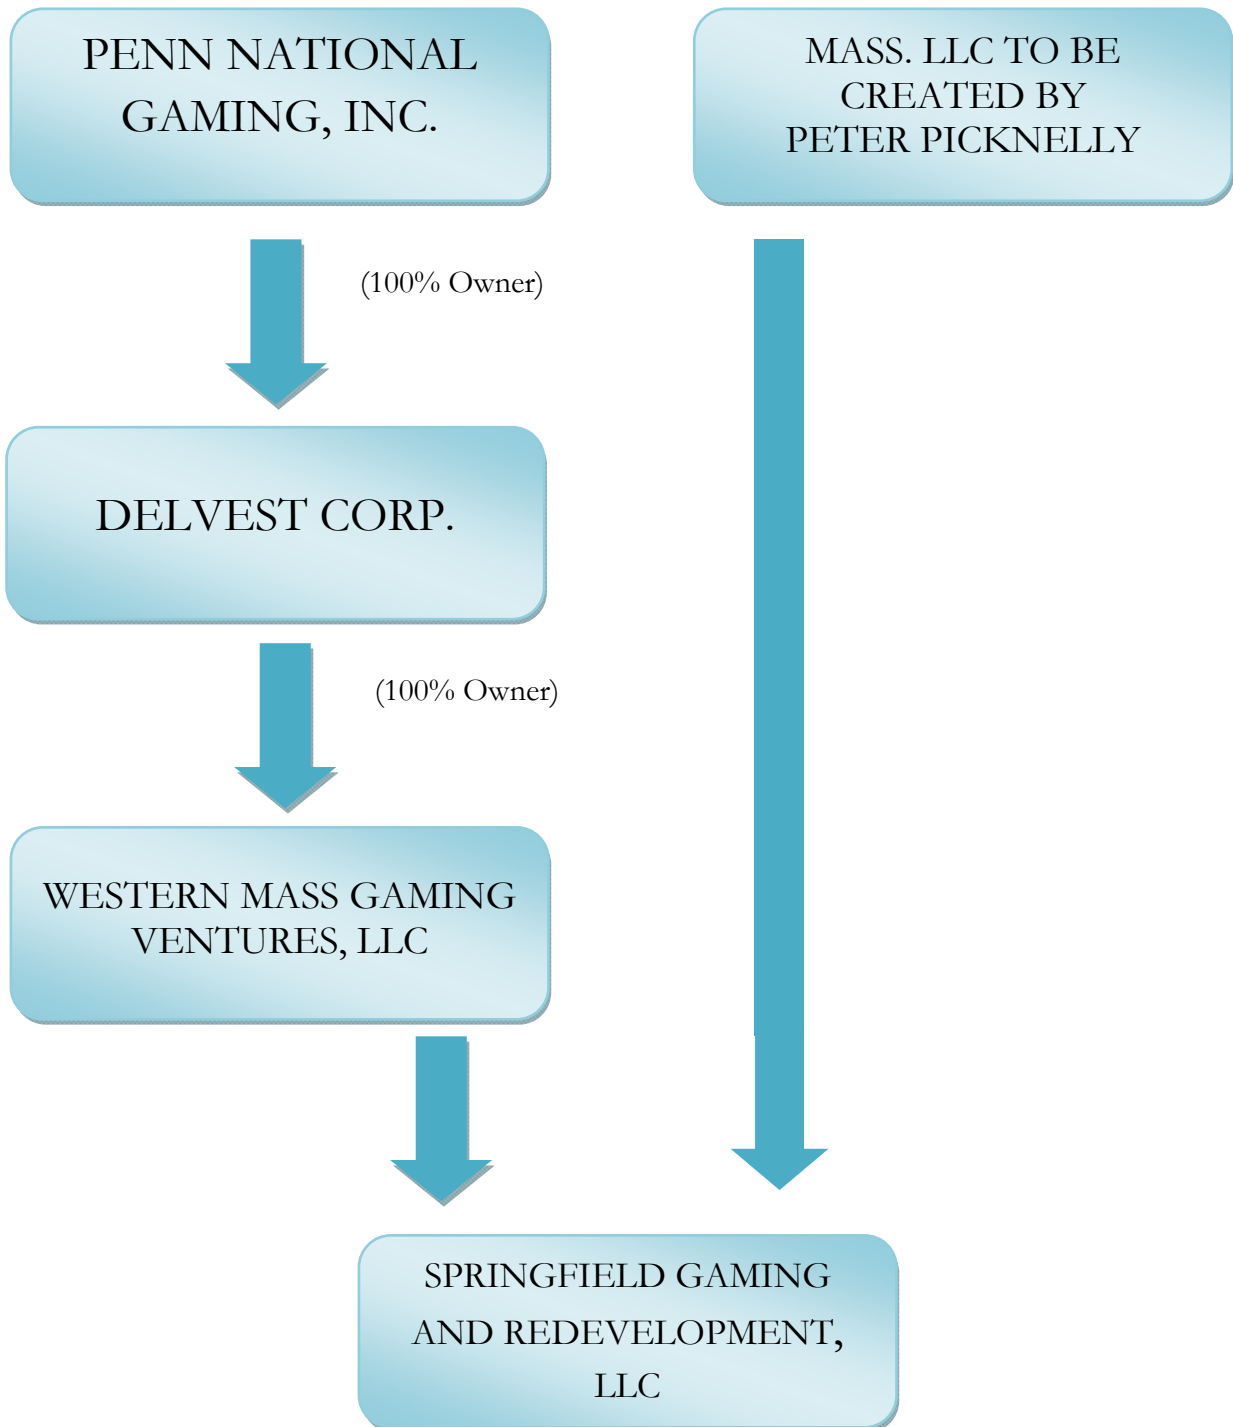 PENN NATIONAL
GAMING, INC.
MASS. LLC TO BE
CREATED BY
PETER PICKNELLY
(100% Owner)
DELVEST CORP.
(100% Owner)
WESTERN MASS GAMING
VENTURES, LLC
SPRINGFIELD GAMING
AND REDEVELOPMENT,
LLC